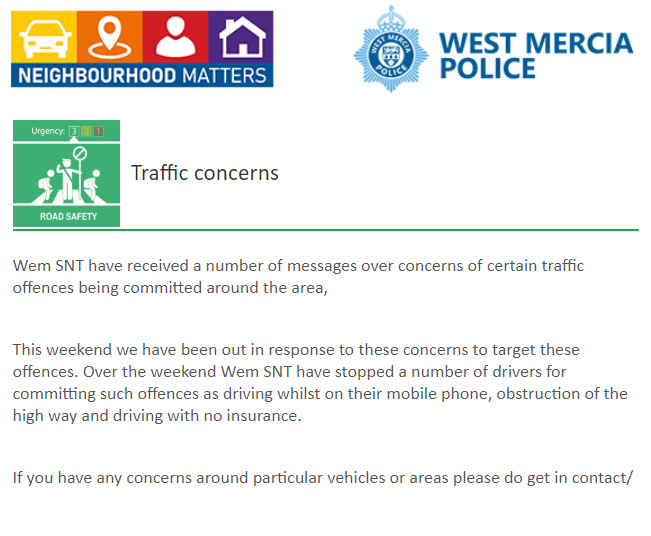 NEIGHBOURHOOD MATTERS
WEST MERCIA
POLICE
WEST MERCIA
POLICE
Urgency: 3 2 1
ROAD SAFETY
Traffic concerns
Wem SNT have received a number of messages over concerns of certain traffic
offences being committed around the area,
This weekend we have been out in response to these concerns to target these
offences. Over the weekend Wem SNT have stopped a number of drivers for
committing such offences as driving whilst on their mobile phone, obstruction of the
high way and driving with no insurance.
If you have any concerns around particular vehicles or areas please do get in contact/